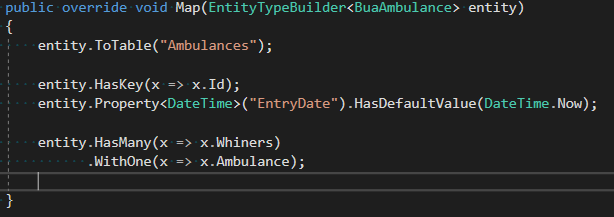 public override void Map(EntityTypeBuilder<BuaAmbulance> entity)
{
entity.ToTable("Ambulances");
entity.HasKey(x => x.Id);
entity.Property<DateTime>("EntryDate").HasDefaultValue(DateTime.Now);
entity.HasMany(x => x.Whiners)
.WithOne(x => x.Ambulance);
}